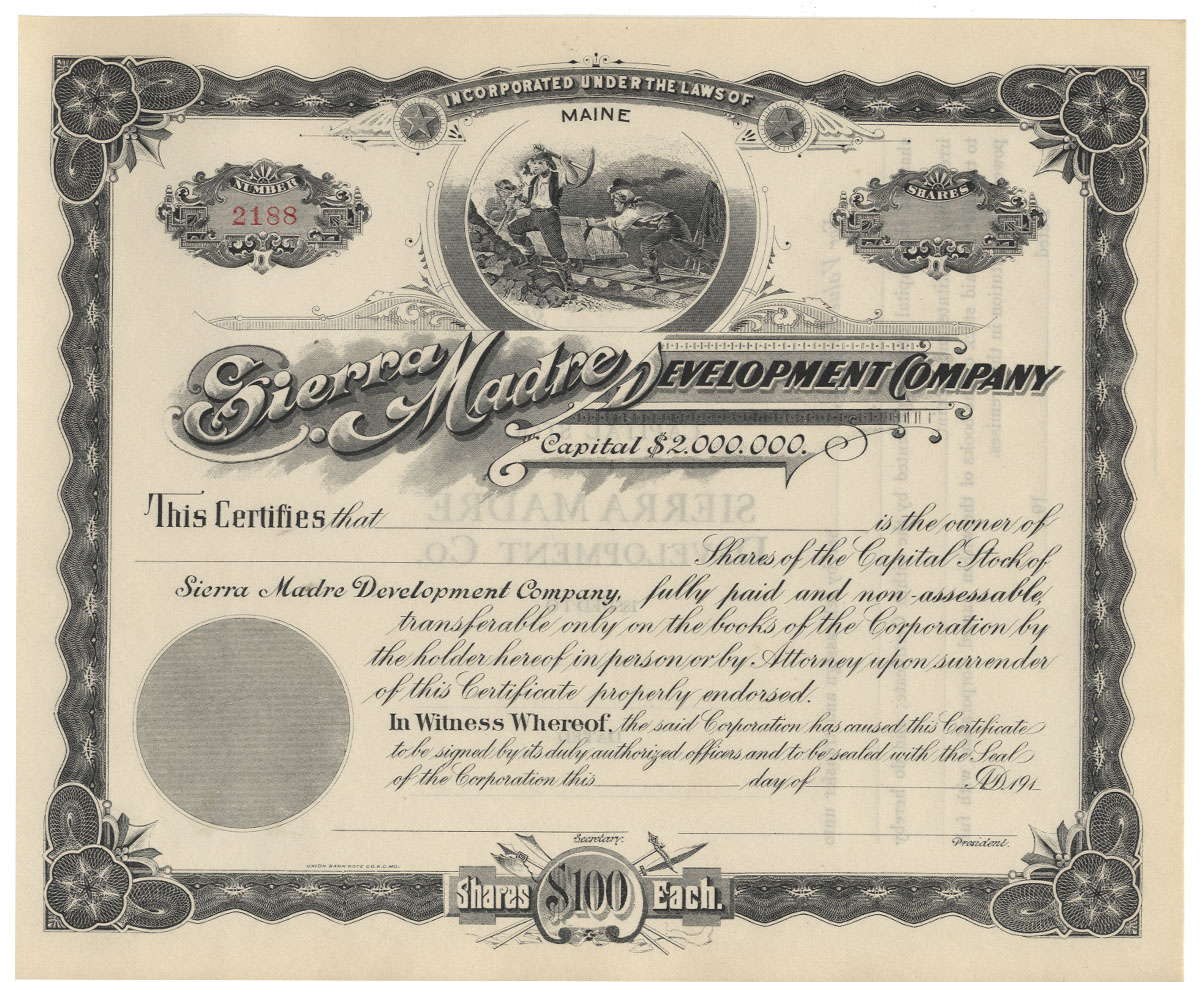 INCORPORATED UNDER THE LAWS OF
MAINE
NUMBER
2188
SHARES
Sierra Madre DEVELOPMENT COMPANY
Capital $2.000.000.
This Certifies that is the owner of
Shares of the Capital Stock of
Sierra Madre Development Company, fully paid and non-assessable,
transferable only on the books of the Corporation by
the holder hereof in person or by Attorney upon surrender
of this Certificate properly endorsed.
In Witness Whereof, the said Corporation has caused this Certificate
to be signed by its duly authorized officers and to be sealed with the Seal
of the Corporation this day of A.D. 191
Secretary.
President.
UNION BANK NOTE CO. K.C. MO.
Shares $100 Each.
SIERRA MADRE
DEVELOPMENT CO.